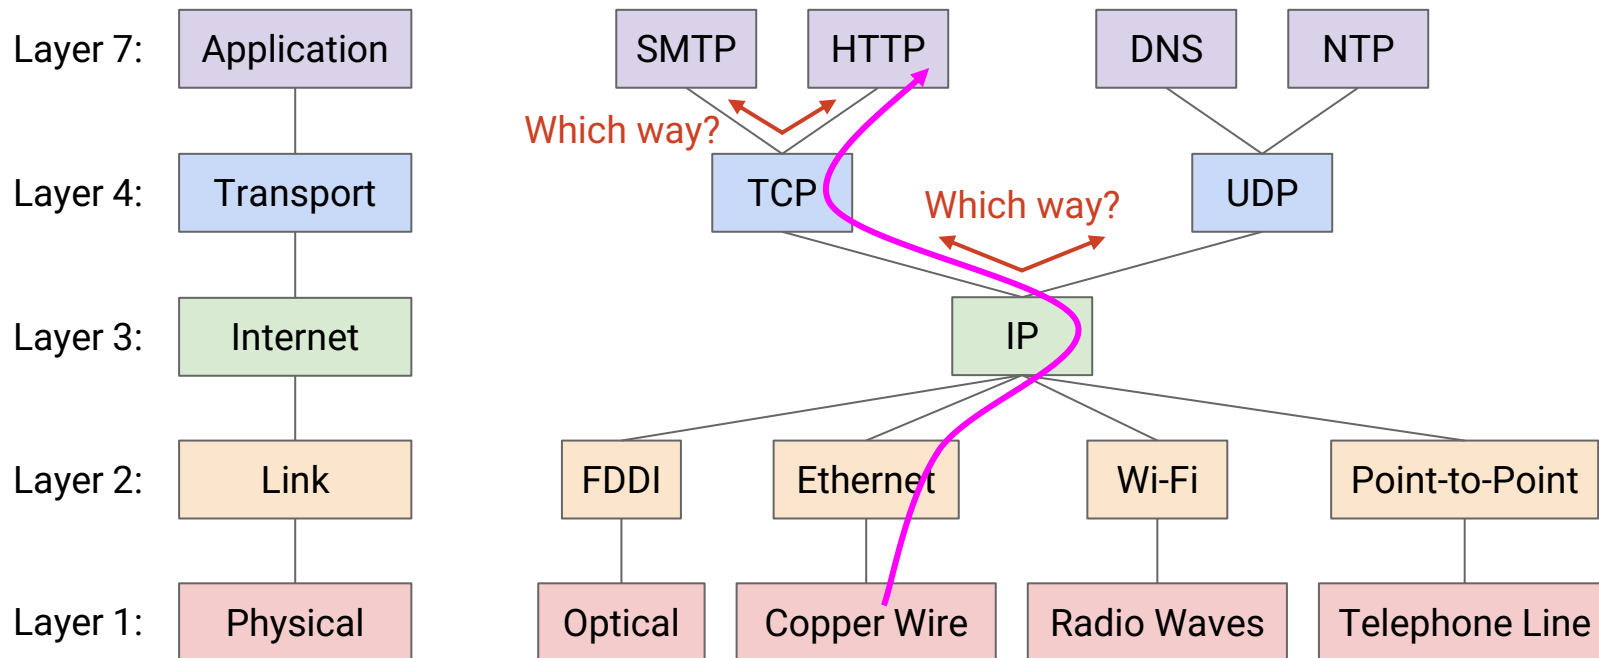 Layer 7: Application SMTP HTTP DNS NTP
Which way?
Layer 4: Transport TCP UDP
Which way?
Layer 3: Internet IP
Layer 2: Link FDDI Ethernet Wi-Fi Point-to-Point
Layer 1: Physical Optical Copper Wire Radio Waves Telephone Line